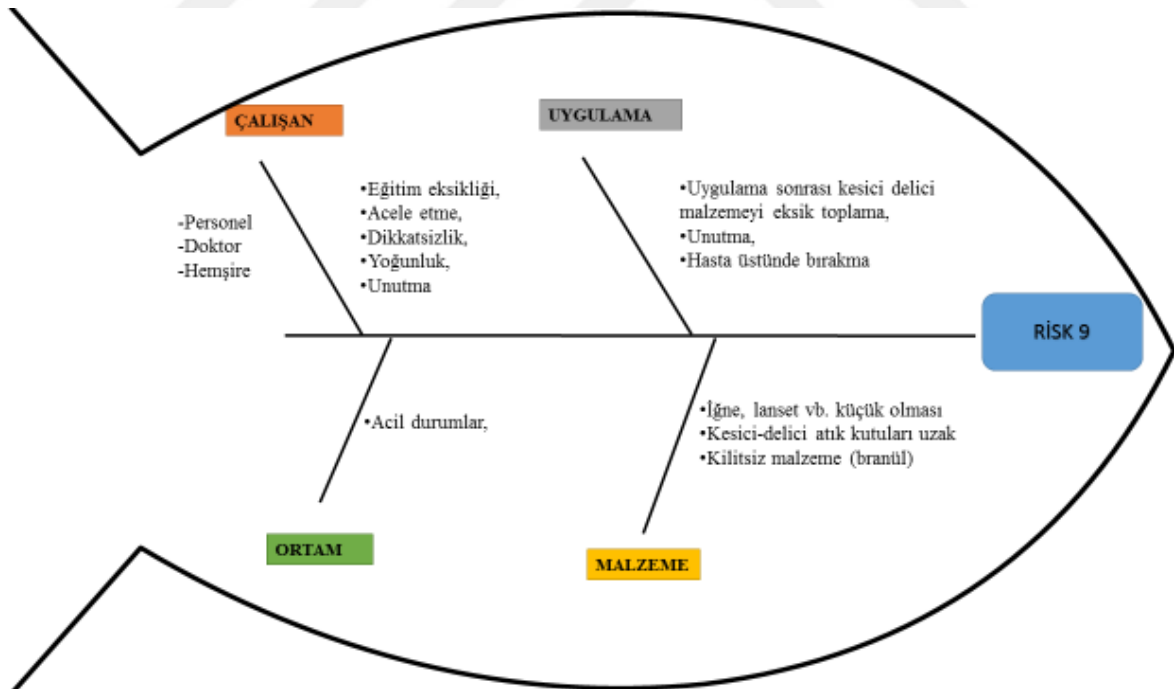 ÇALIŞAN
UYGULAMA
-Personel
-Doktor
-Hemşire
•Eğitim eksikliği,
•Acele etme,
•Dikkatsizlik,
•Yoğunluk,
•Unutma
•Uygulama sonrası kesici delici
malzemeyi eksik toplama,
•Unutma,
•Hasta üstünde bırakma
RİSK 9
•Acil durumlar,
•İğne, lanset vb. küçük olması
•Kesici-delici atık kutuları uzak
•Kilitsiz malzeme (branül)
ORTAM
MALZEME